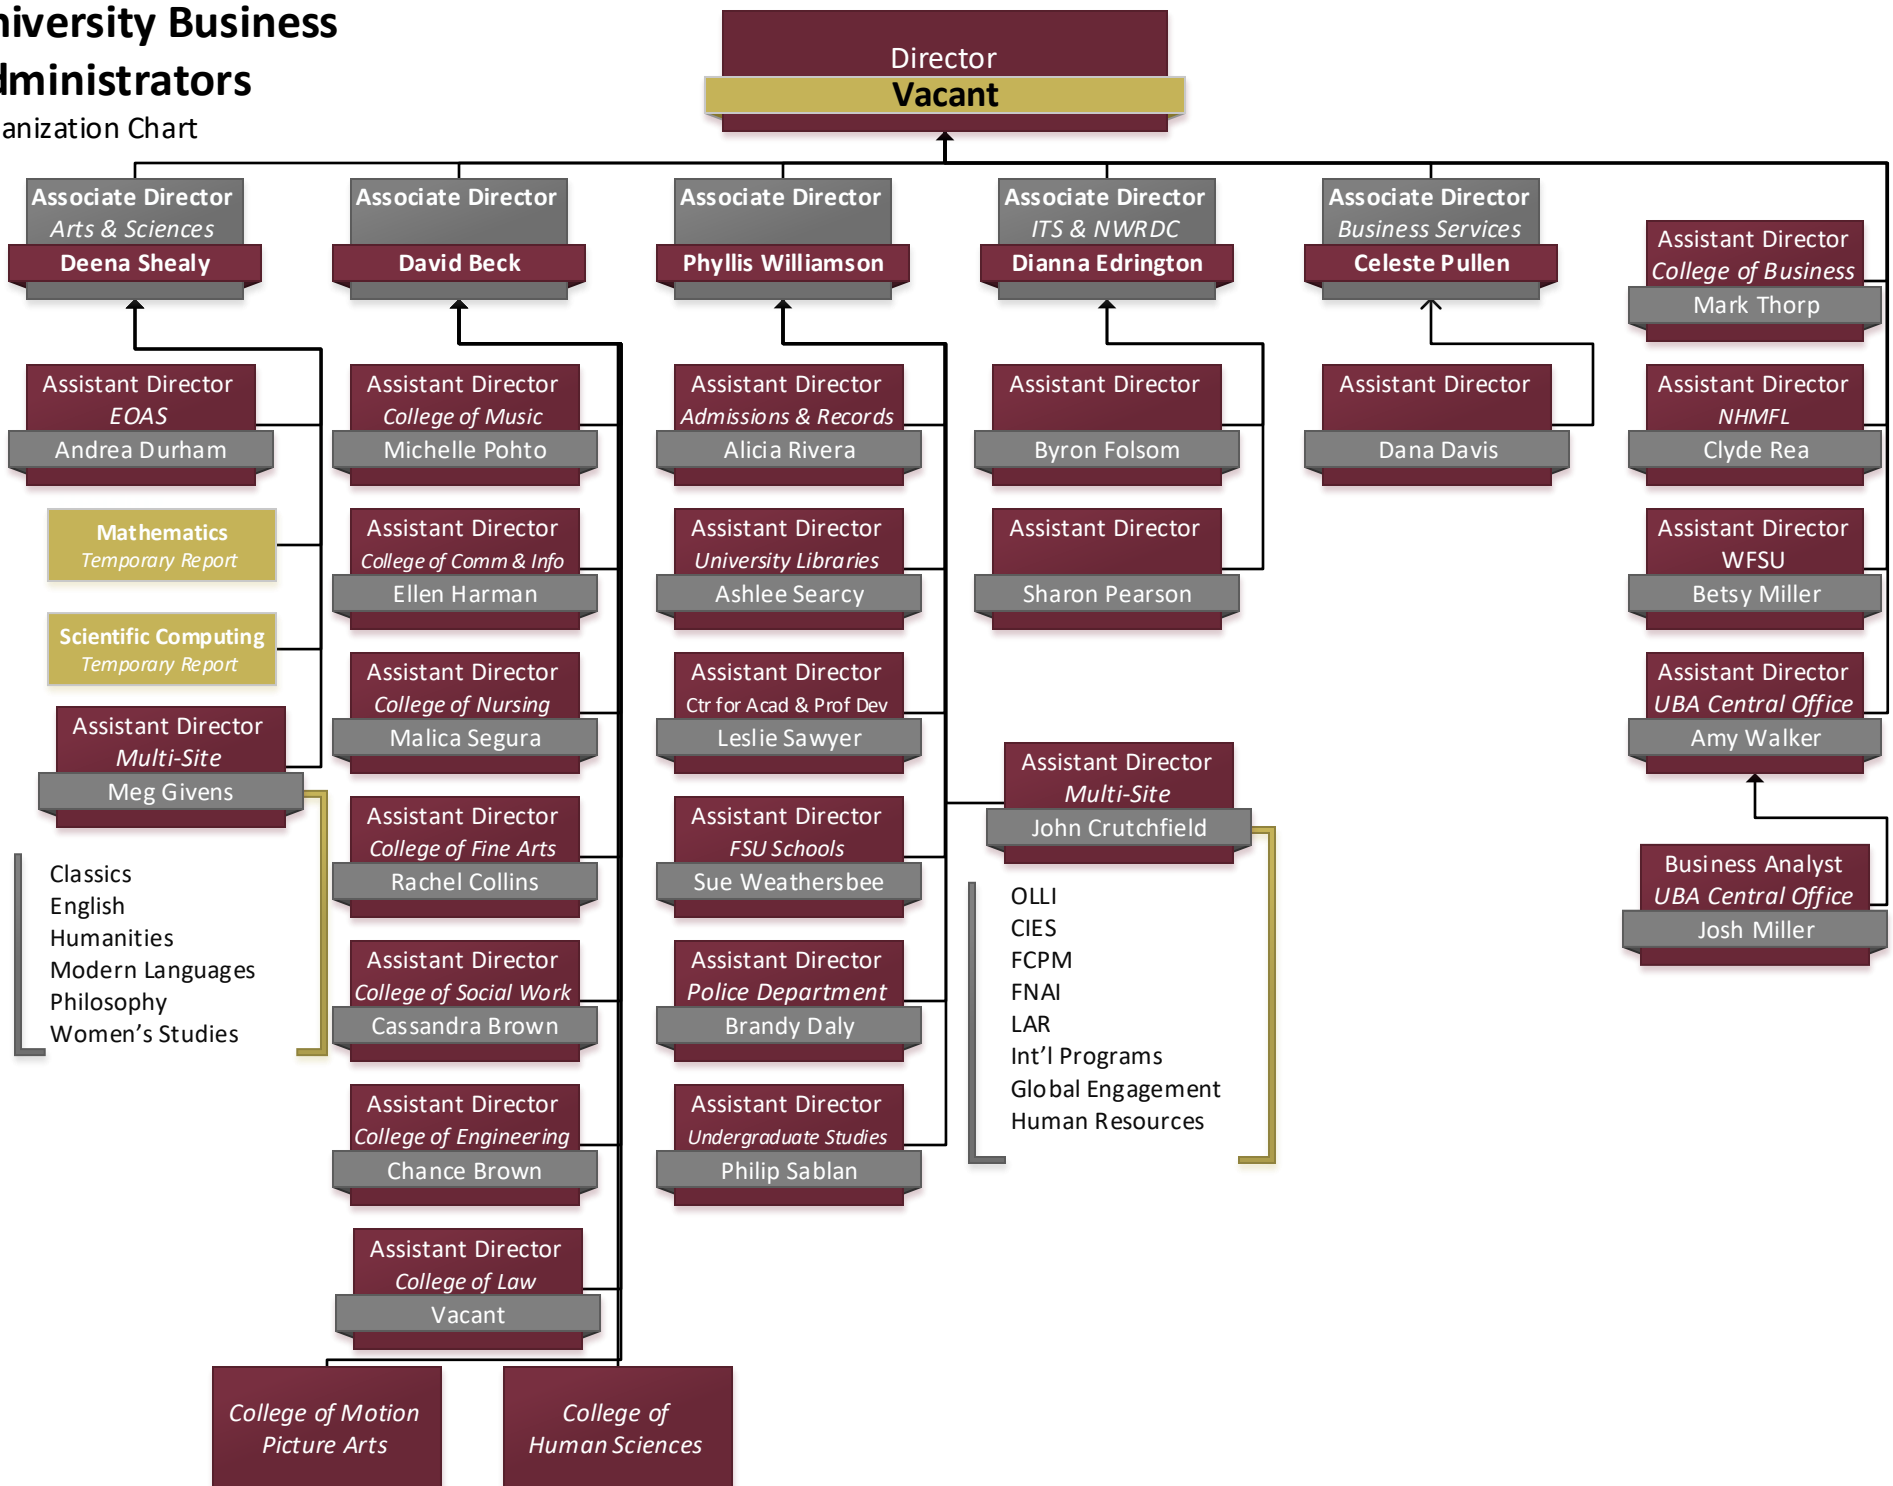 niversity Business
dministrators
anization Chart
Director
Vacant
Associate Director
Arts & Sciences
Deena Shealy
Associate Director
David Beck
Associate Director
Phyllis Williamson
Associate Director
ITS & NWRDC
Dianna Edrington
Associate Director
Business Services
Celeste Pullen
Assistant Director
College of Business
Mark Thorp
Assistant Director
EOAS
Andrea Durham
Mathematics
Temporary Report
Scientific Computing
Temporary Report
Assistant Director
Multi-Site
Meg Givens
Classics
English
Humanities
Modern Languages
Philosophy
Women’s Studies
Assistant Director
College of Music
Michelle Pohto
Assistant Director
College of Comm & Info
Ellen Harman
Assistant Director
College of Nursing
Malica Segura
Assistant Director
College of Fine Arts
Rachel Collins
Assistant Director
College of Social Work
Cassandra Brown
Assistant Director
College of Engineering
Chance Brown
Assistant Director
College of Law
Vacant
College of Motion
Picture Arts
College of
Human Sciences
Assistant Director
Admissions & Records
Alicia Rivera
Assistant Director
University Libraries
Ashlee Searcy
Assistant Director
Ctr for Acad & Prof Dev
Leslie Sawyer
Assistant Director
FSU Schools
Sue Weathersbee
Assistant Director
Police Department
Brandy Daly
Assistant Director
Undergraduate Studies
Philip Sablan
Assistant Director
Byron Folsom
Assistant Director
Sharon Pearson
Assistant Director
Multi-Site
John Crutchfield
OLLI
CIES
FCPM
FNAI
LAR
Int’l Programs
Global Engagement
Human Resources
Assistant Director
Dana Davis
Assistant Director
NHMFL
Clyde Rea
Assistant Director
WFSU
Betsy Miller
Assistant Director
UBA Central Office
Amy Walker
Business Analyst
UBA Central Office
Josh Miller